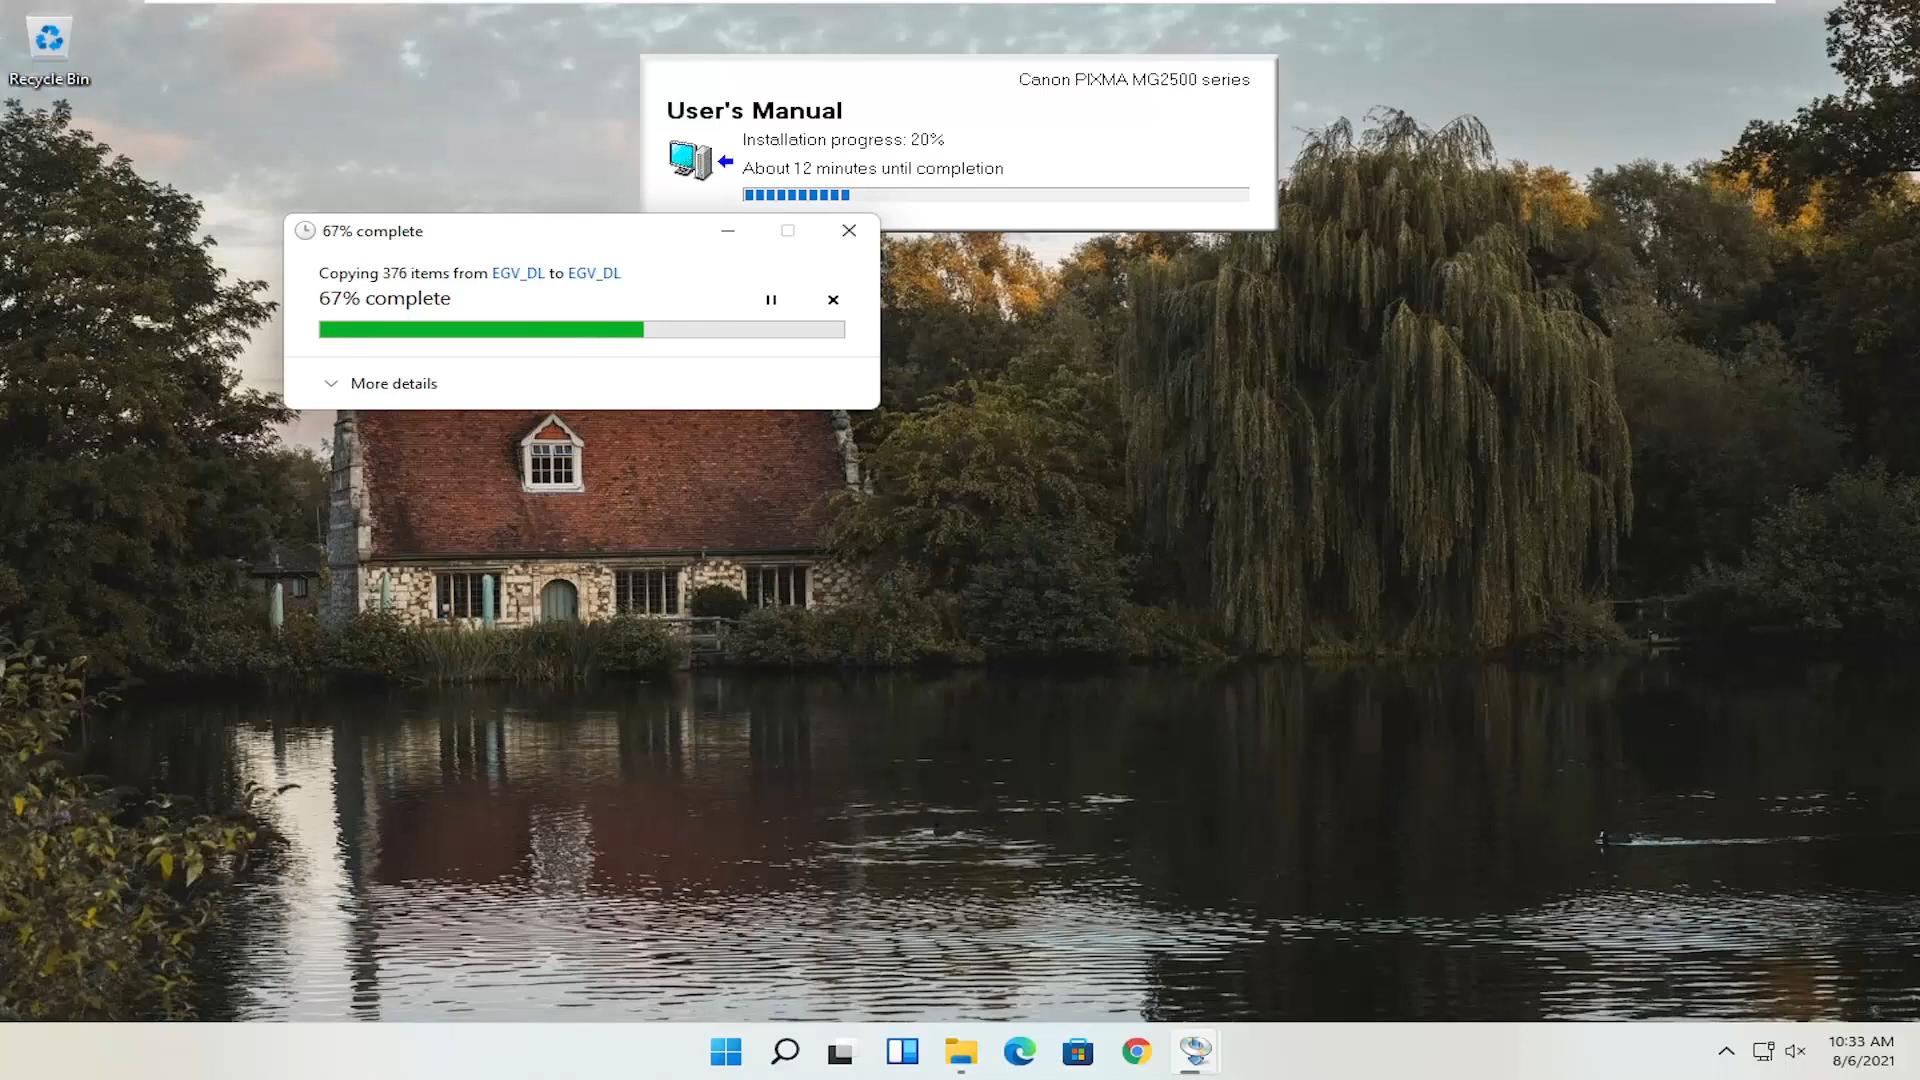 Recycle Bin
Canon PIXMA MG2500 series
User's Manual
Installation progress: 20%
About 12 minutes until completion
67% complete
Copying 376 items from EGV_DL to EGV_DL
67% complete
More details
10:33 AM
8/6/2021